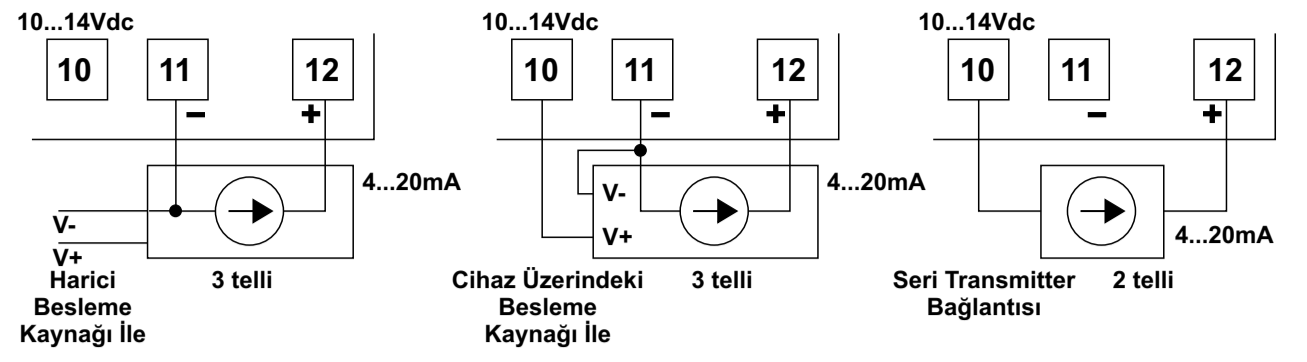 10...14Vdc
10 11 12
– +
4...20mA
V-
V+
Harici
Besleme
Kaynağı İle
3 telli
10...14Vdc
10 11 12
– +
4...20mA
V-
V+
Cihaz Üzerindeki
Besleme
Kaynağı İle
3 telli
10...14Vdc
10 11 12
– +
4...20mA
Seri Transmitter
Bağlantısı
2 telli